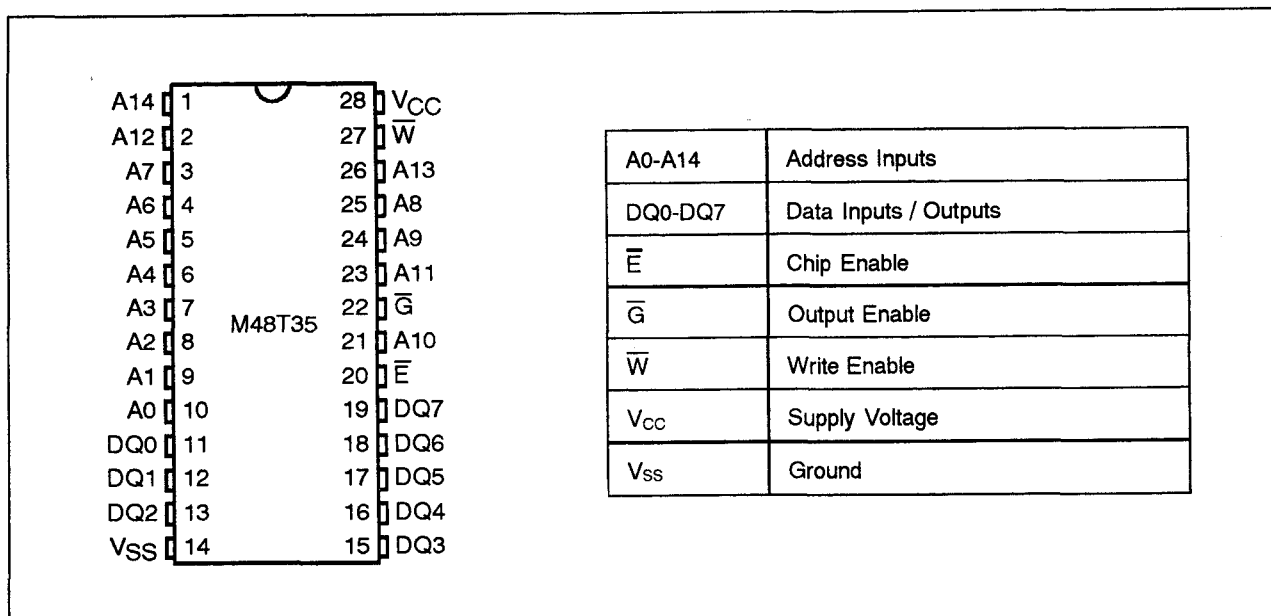 A14 1 28 VCC
A12 2 27 W̅
A7 3 26 A13
A6 4 25 A8
A5 5 24 A9
A4 6 23 A11
A3 7 22 G̅
A2 8 21 A10
A1 9 20 E̅
A0 10 19 DQ7
DQ0 11 18 DQ6
DQ1 12 17 DQ5
DQ2 13 16 DQ4
VSS 14 15 DQ3
M48T35
A0-A14 Address Inputs
DQ0-DQ7 Data Inputs / Outputs
E̅ Chip Enable
G̅ Output Enable
W̅ Write Enable
VCC Supply Voltage
VSS Ground